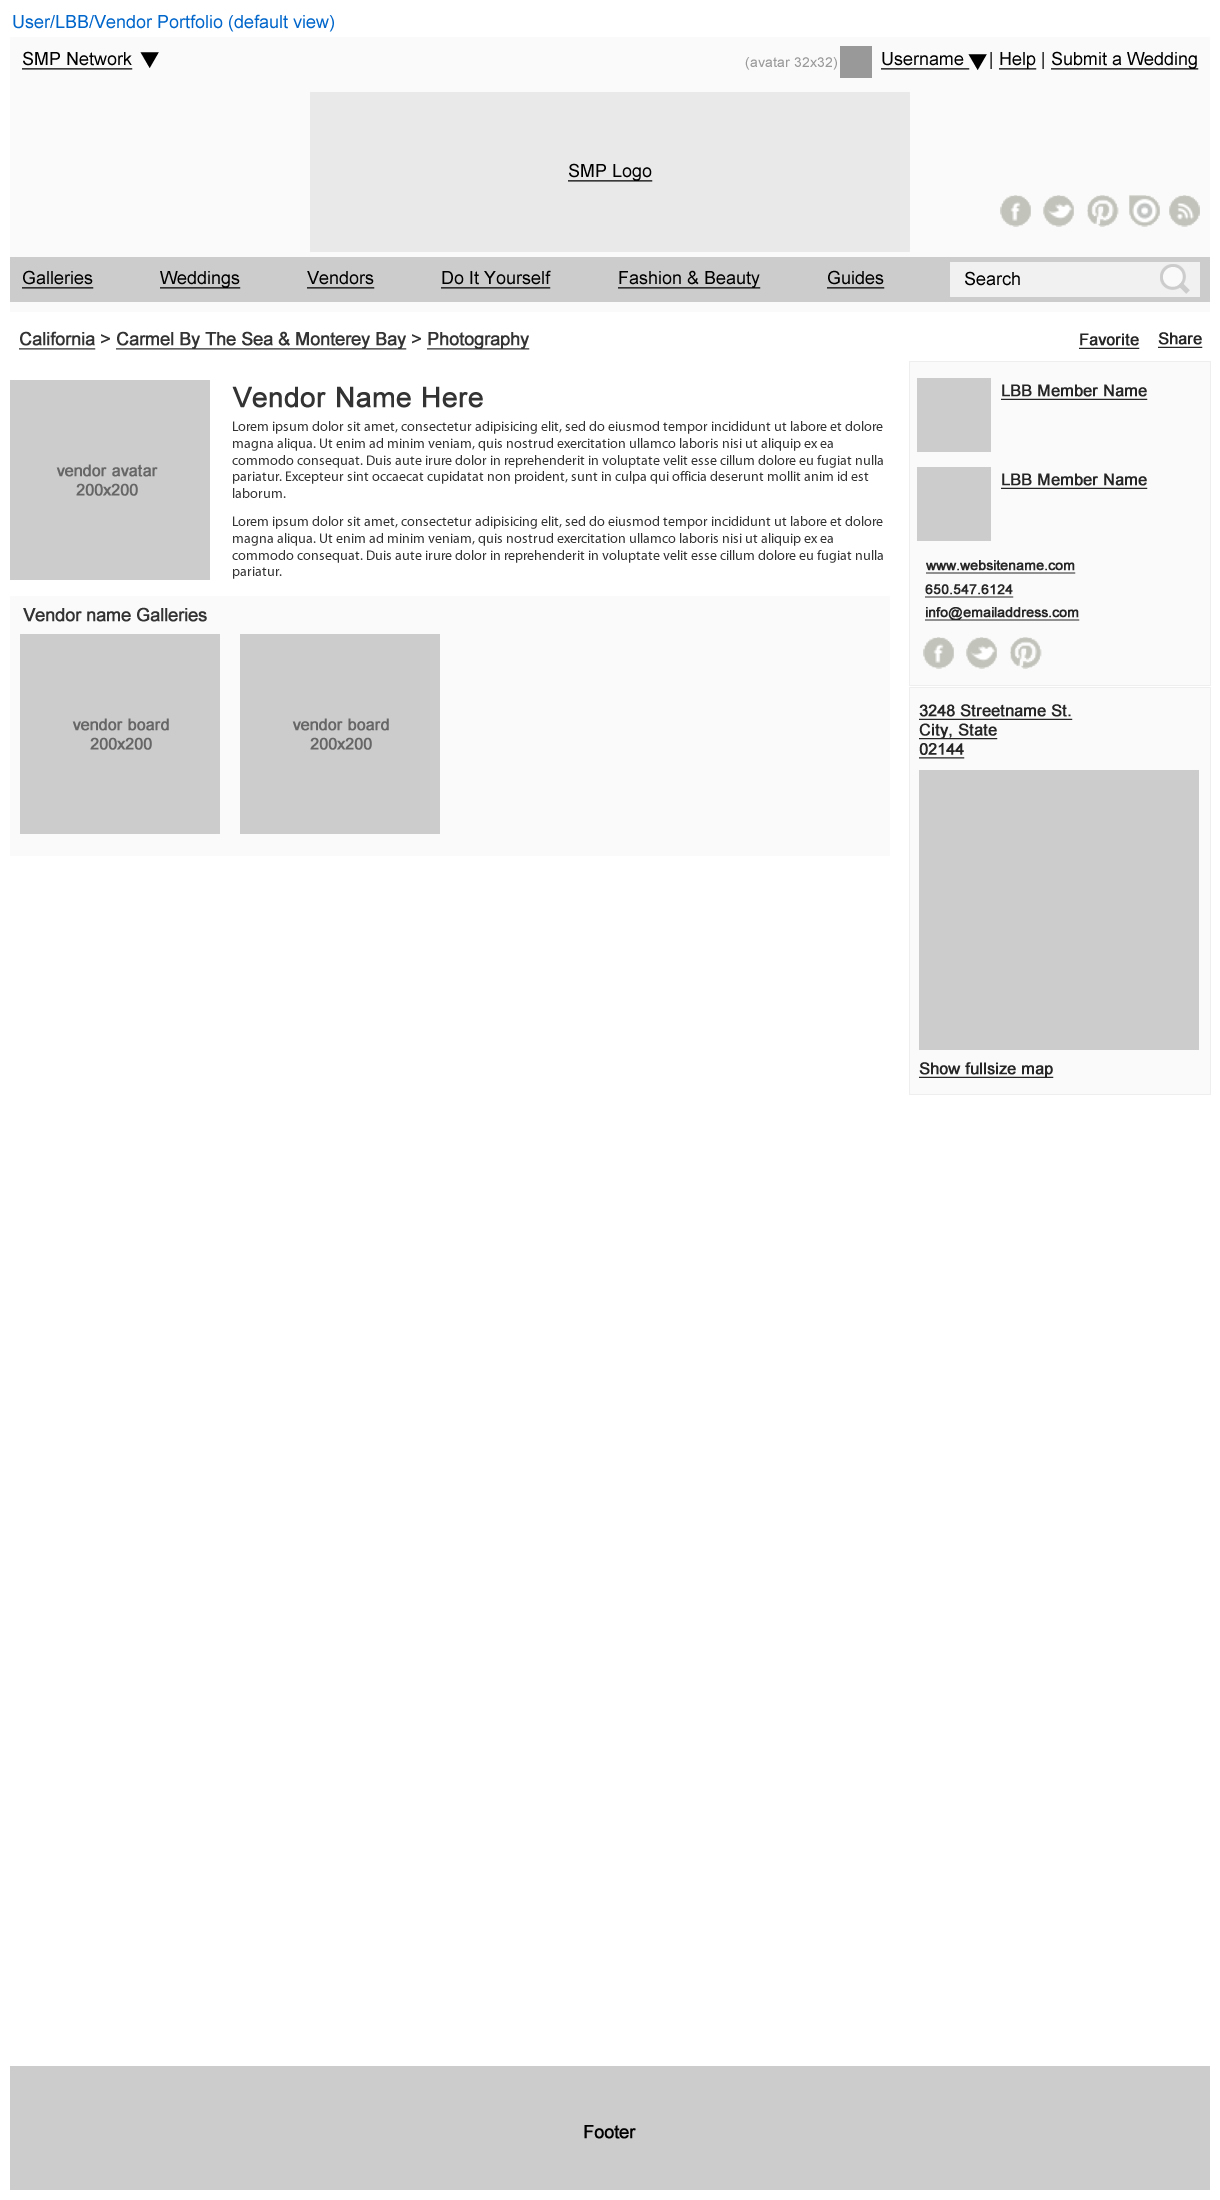 User/LBB/Vendor Portfolio (default view)
SMP Network
(avatar 32x32) Username | Help | Submit a Wedding
SMP Logo
Galleries Weddings Vendors Do It Yourself Fashion & Beauty Guides Search
California > Carmel By The Sea & Monterey Bay > Photography
Favorite Share
vendor avatar
200x200
Vendor Name Here
Lorem ipsum dolor sit amet, consectetur adipisicing elit, sed do eiusmod tempor incididunt ut labore et dolore
magna aliqua. Ut enim ad minim veniam, quis nostrud exercitation ullamco laboris nisi ut aliquip ex ea
commodo consequat. Duis aute irure dolor in reprehenderit in voluptate velit esse cillum dolore eu fugiat nulla
pariatur. Excepteur sint occaecat cupidatat non proident, sunt in culpa qui officia deserunt mollit anim id est
laborum.
Lorem ipsum dolor sit amet, consectetur adipisicing elit, sed do eiusmod tempor incididunt ut labore et dolore
magna aliqua. Ut enim ad minim veniam, quis nostrud exercitation ullamco laboris nisi ut aliquip ex ea
commodo consequat. Duis aute irure dolor in reprehenderit in voluptate velit esse cillum dolore eu fugiat nulla
pariatur.
Vendor name Galleries
vendor board
200x200
vendor board
200x200
LBB Member Name
LBB Member Name
www.websitename.com
650.547.6124
info@emailaddress.com
3248 Streetname St.
City, State
02144
Show fullsize map
Footer